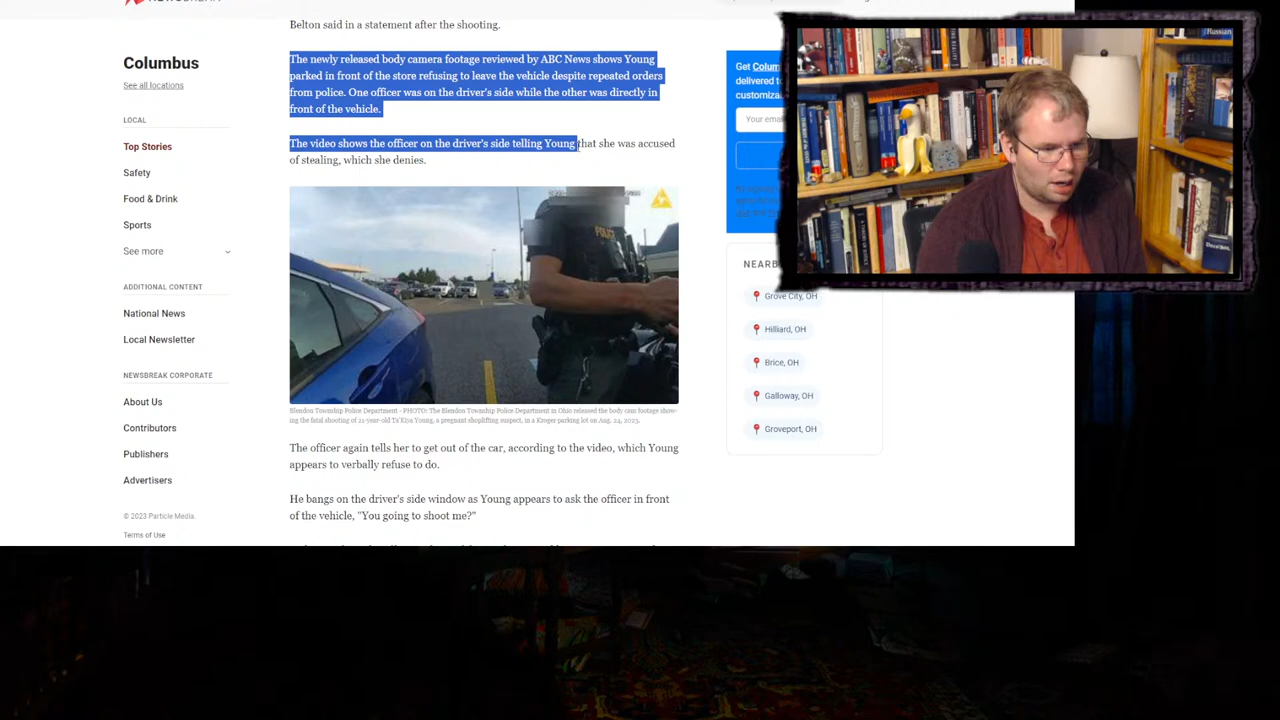 Belton said in a statement after the shooting.
Columbus
See all locations
LOCAL
Top Stories
Safety
Food & Drink
Sports
See more
ADDITIONAL CONTENT
National News
Local Newsletter
NEWSBREAK CORPORATE
About Us
Contributors
Publishers
Advertisers
© 2023 Particle Media.
Terms of Use
The newly released body camera footage reviewed by ABC News shows Young
parked in front of the store refusing to leave the vehicle despite repeated orders
from police. One officer was on the driver's side while the other was directly in
front of the vehicle.
The video shows the officer on the driver's side telling Young that she was accused
of stealing, which she denies.
POLICE
Blendon Township Police Department - PHOTO: The Blendon Township Police Department in Ohio released the body cam footage show-
ing the fatal shooting of 21-year-old Ta'Kiya Young, a pregnant shoplifting suspect, in a Kroger parking lot on Aug. 24, 2023.
The officer again tells her to get out of the car, according to the video, which Young
appears to verbally refuse to do.
He bangs on the driver's side window as Young appears to ask the officer in front
of the vehicle, "You going to shoot me?"
Get Colum
delivered to
customiza
Your email
NEARB
Grove City, OH
Hilliard, OH
Brice, OH
Galloway, OH
Groveport, OH
Russian